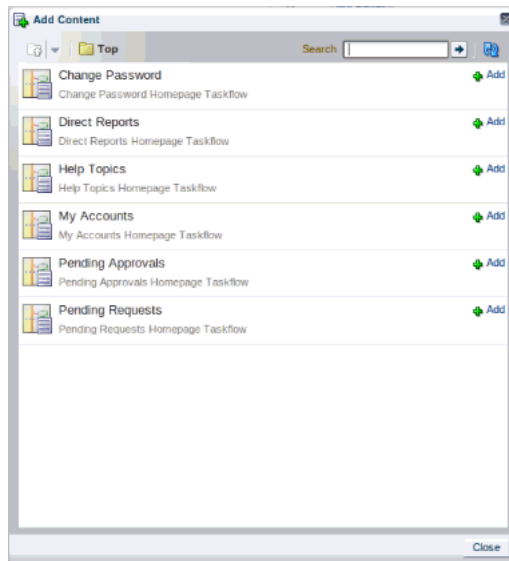 Add Content
Top
Search
Change Password
Add
Change Password Homepage Taskflow
Direct Reports
Add
Direct Reports Homepage Taskflow
Help Topics
Add
Help Topics Homepage Taskflow
My Accounts
Add
My Accounts Homepage Taskflow
Pending Approvals
Add
Pending Approvals Homepage Taskflow
Pending Requests
Add
Pending Requests Homepage Taskflow
Close